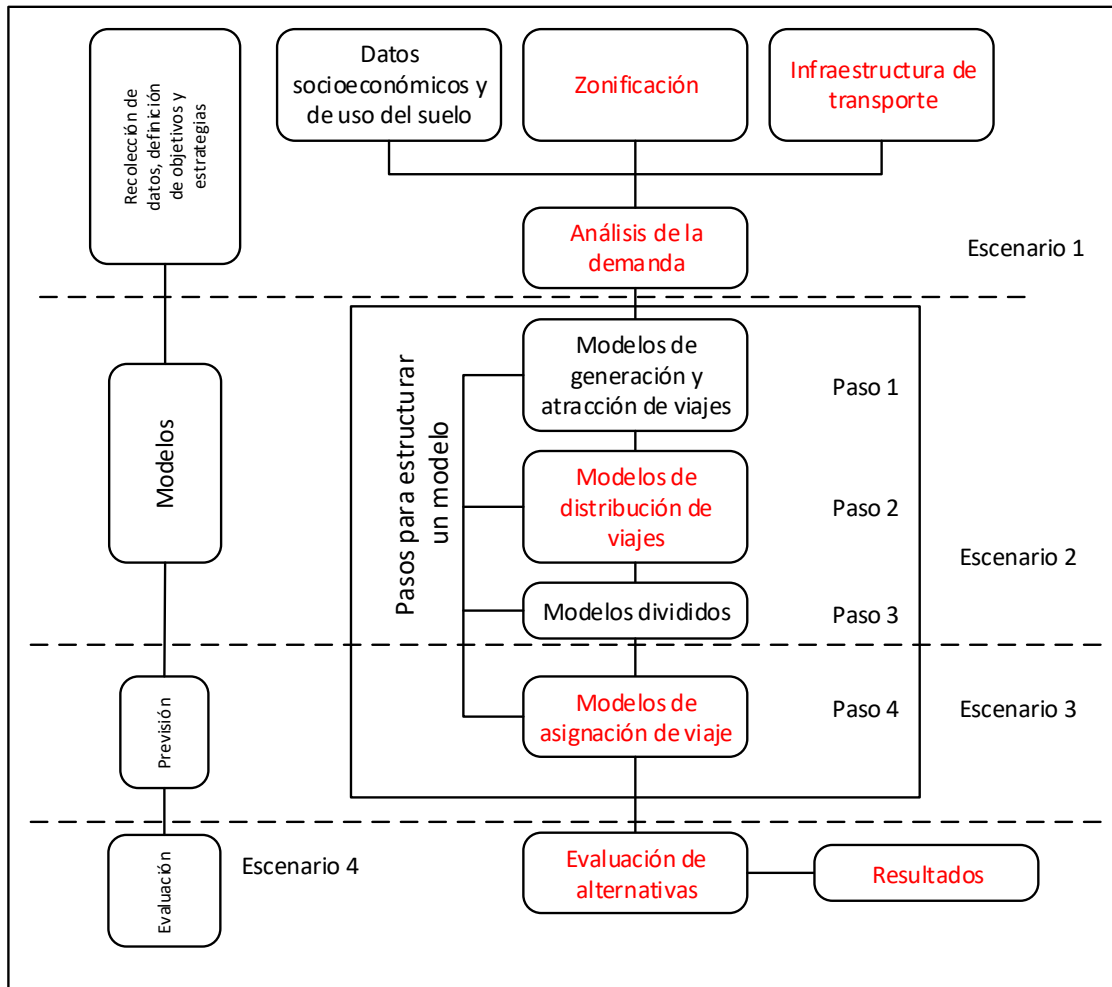 Recolección de
datos, definición
de objetivos y
estrategias
Datos
socioeconómicos y
de uso del suelo
Zonificación
Infraestructura de
transporte
Análisis de la
demanda
Escenario 1
Modelos
Pasos para estructurar
un modelo
Modelos de
generación y
atracción de viajes
Paso 1
Modelos de
distribución de
viajes
Paso 2
Escenario 2
Modelos divididos
Paso 3
Previsión
Modelos de
asignación de viaje
Paso 4
Escenario 3
Evaluación
Escenario 4
Evaluación de
alternativas
Resultados